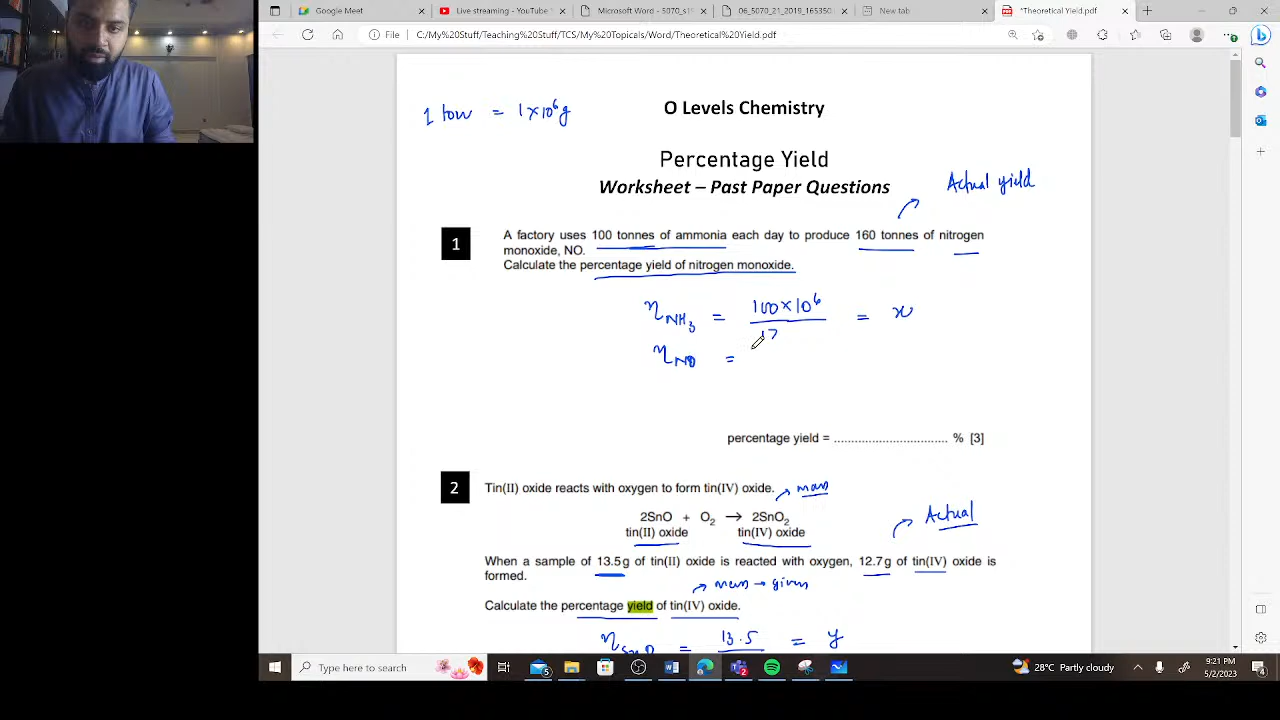 Google Meet
Live streaming - YouTube
Microsoft Word - 5070_s1
06_5070_21_2019_165350
New tab
"Theoretical Yield.pdf
File
C:/My%20Stuff/Teaching%20Stuff/TCS/My%20Topicals/Word/Theoretical%20Yield.pdf
1 ton = 1×10⁶g
O Levels Chemistry
Percentage Yield
Worksheet – Past Paper Questions
Actual yield
1
A factory uses 100 tonnes of ammonia each day to produce 160 tonnes of nitrogen
monoxide, NO.
Calculate the percentage yield of nitrogen monoxide.
η NH₃ = 100×10⁶ / 17 = x
η NO =
percentage yield = ................................ % [3]
2
Tin(II) oxide reacts with oxygen to form tin(IV) oxide.
mass
2SnO + O₂ → 2SnO₂
tin(II) oxide tin(IV) oxide
Actual
When a sample of 13.5g of tin(II) oxide is reacted with oxygen, 12.7g of tin(IV) oxide is
formed.
mass → given
Calculate the percentage yield of tin(IV) oxide.
η SnO = 13.5 = y
Type here to search
28°C Partly cloudy
3:21 PM
5/2/2023